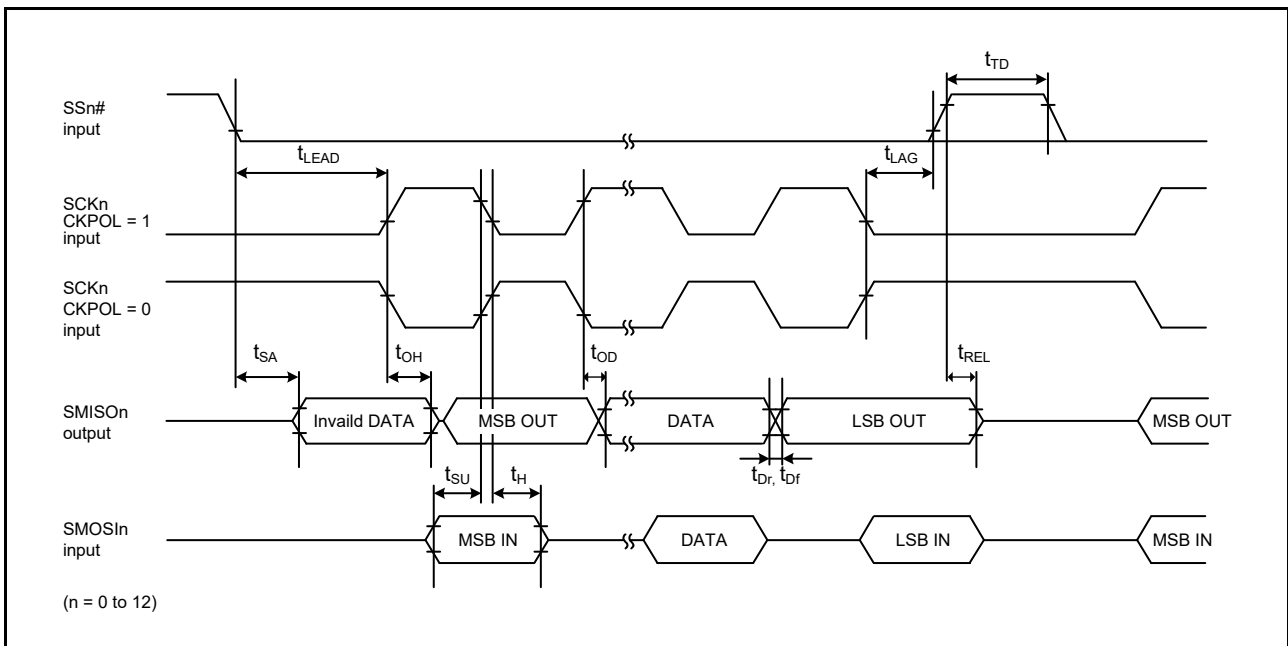 tTD
SSn#
input
tLEAD
tLAG
SCKn
CKPOL = 1
input
SCKn
CKPOL = 0
input
tSA
tOH
tOD
tREL
SMISOn
output
Invaild DATA
MSB OUT
DATA
LSB OUT
MSB OUT
tSU
tH
tDr, tDf
SMOSIn
input
MSB IN
DATA
LSB IN
MSB IN
(n = 0 to 12)